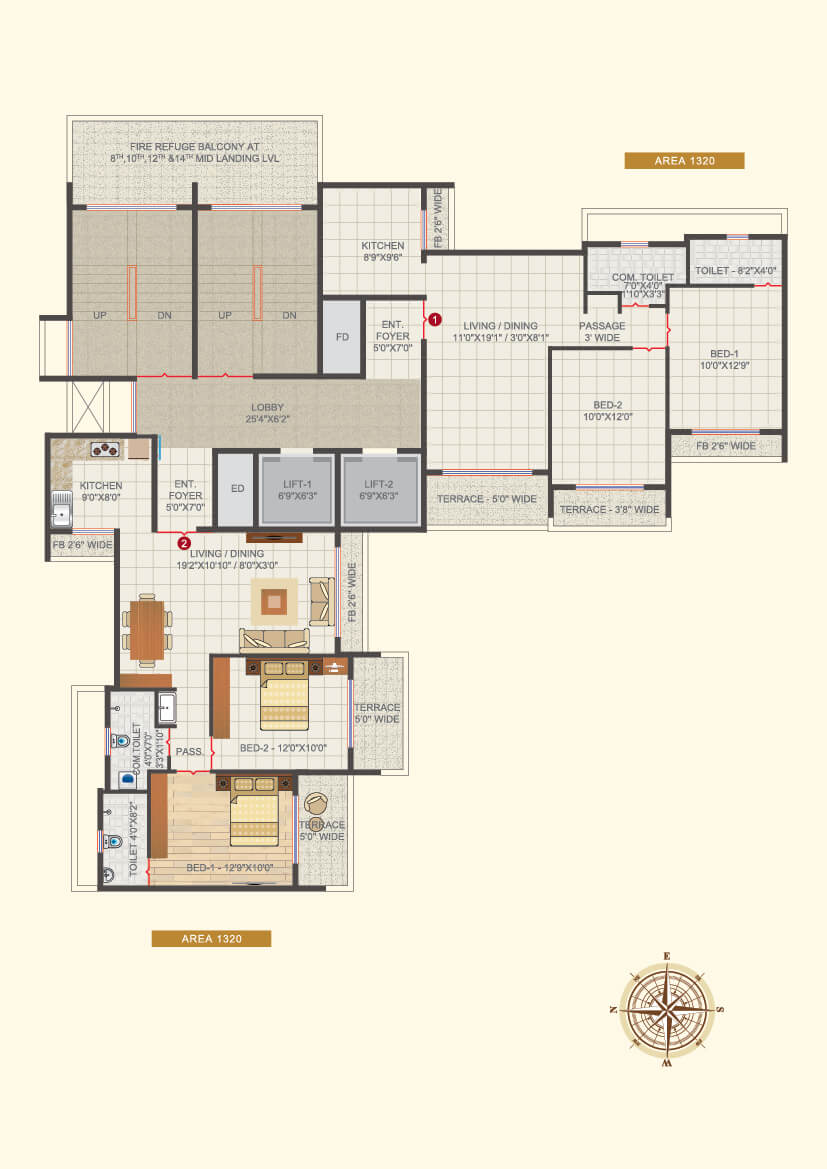 FIRE REFUGE BALCONY AT
8TH,10TH,12TH &14TH MID LANDING LVL
AREA 1320
FB 2'6" WIDE
KITCHEN
8'9"X9'6"
COM. TOILET
7'0"X4'0"
1'10"X3'3"
TOILET - 8'2"X4'0"
UP
DN
UP
DN
FD
ENT.
FOYER
5'0"X7'0"
1
LIVING / DINING
11'0"X19'1" / 3'0"X8'1"
PASSAGE
3' WIDE
BED-1
10'0"X12'9"
BED-2
10'0"X12'0"
LOBBY
25'4"X6'2"
FB 2'6" WIDE
KITCHEN
9'0"X8'0"
ENT.
FOYER
5'0"X7'0"
ED
LIFT-1
6'9"X6'3"
LIFT-2
6'9"X6'3"
TERRACE - 5'0" WIDE
TERRACE - 3'8" WIDE
FB 2'6" WIDE
2
LIVING / DINING
19'2"X10'10" / 8'0"X3'0"
FB 2'6" WIDE
TERRACE
5'0" WIDE
COM.TOILET
4'0"X7'0"
3'3"X1'10"
PASS.
BED-2 - 12'0"X10'0"
TOILET 4'0"X8'2"
TERRACE
5'0" WIDE
BED-1 - 12'9"X10'0"
AREA 1320
E
N
S
W